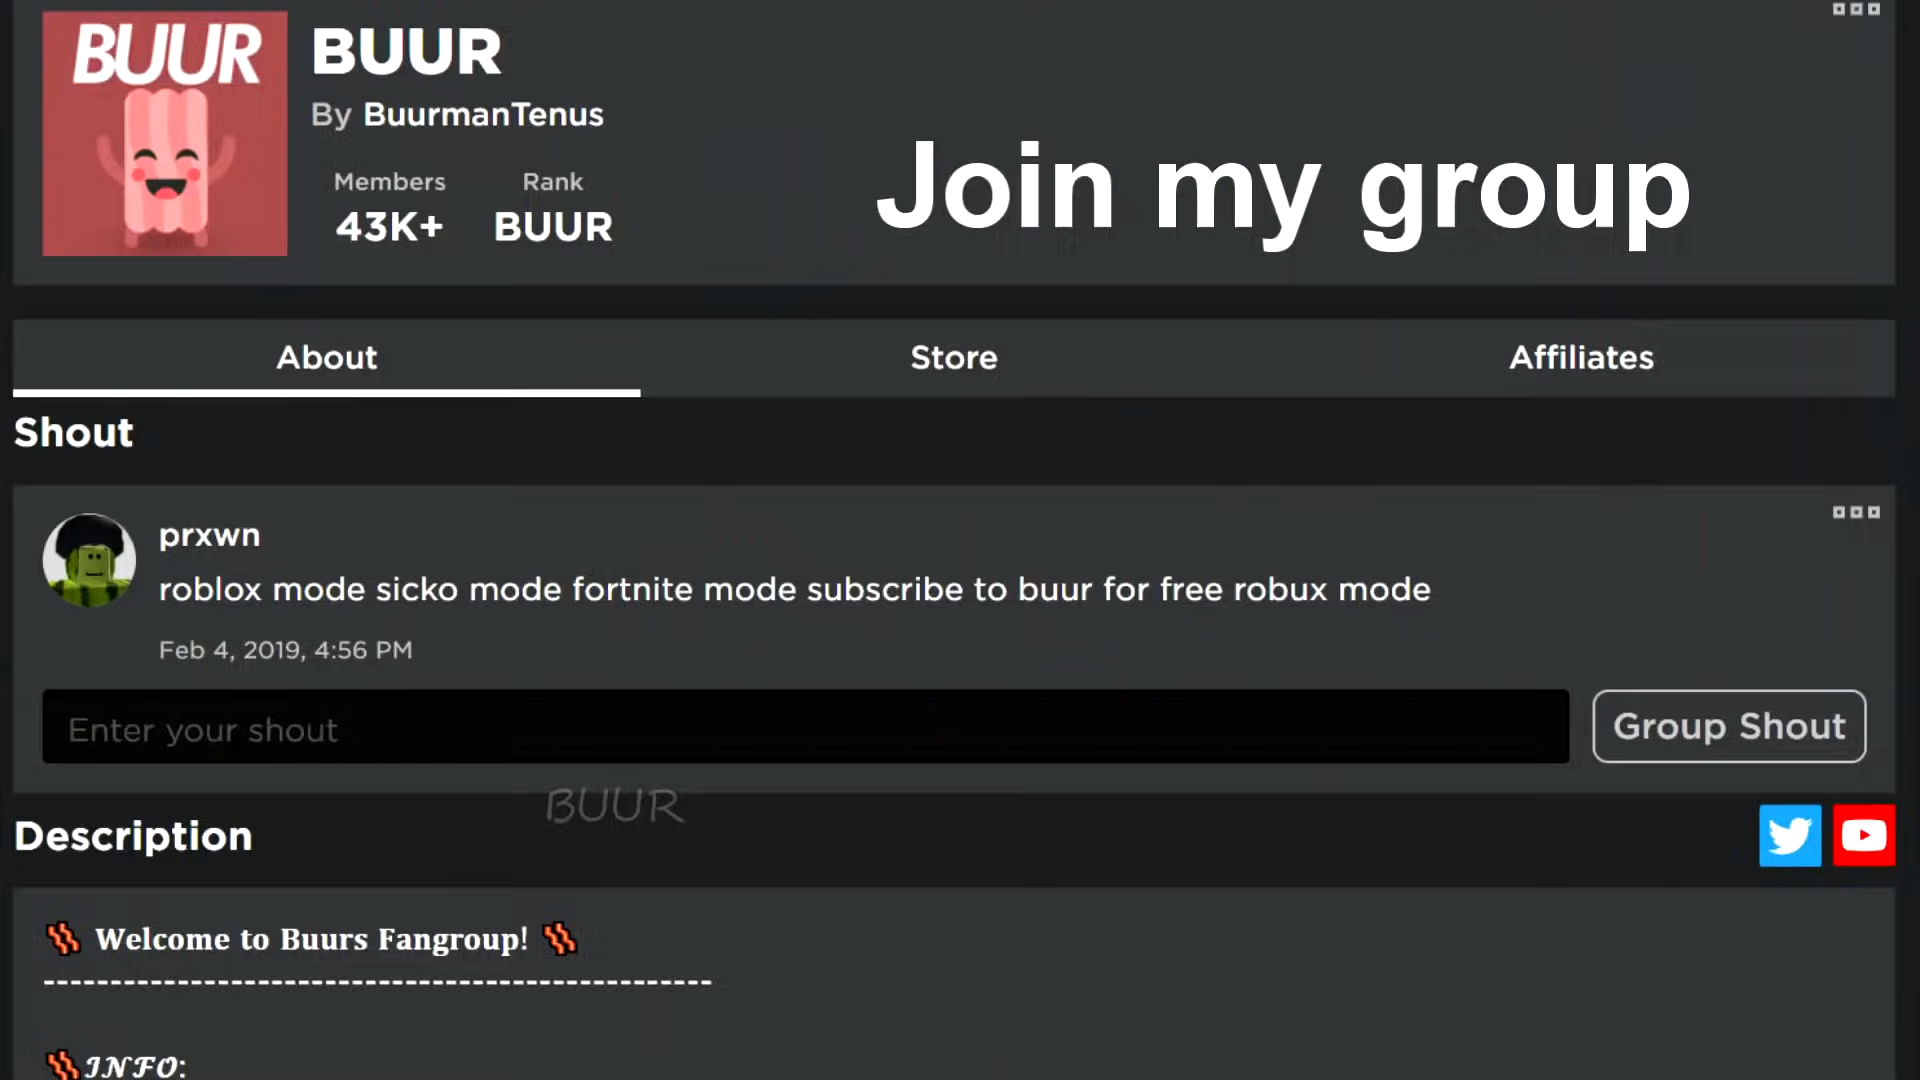 BUUR
BUUR
By BuurmanTenus
Members
Rank
43K+
BUUR
Join my group
About
Store
Affiliates
Shout
prxwn
roblox mode sicko mode fortnite mode subscribe to buur for free robux mode
Feb 4, 2019, 4:56 PM
Enter your shout
Group Shout
BUUR
Description
Welcome to Buurs Fangroup!
--------------------------------------------------
𝓘𝓝𝓕𝓞: